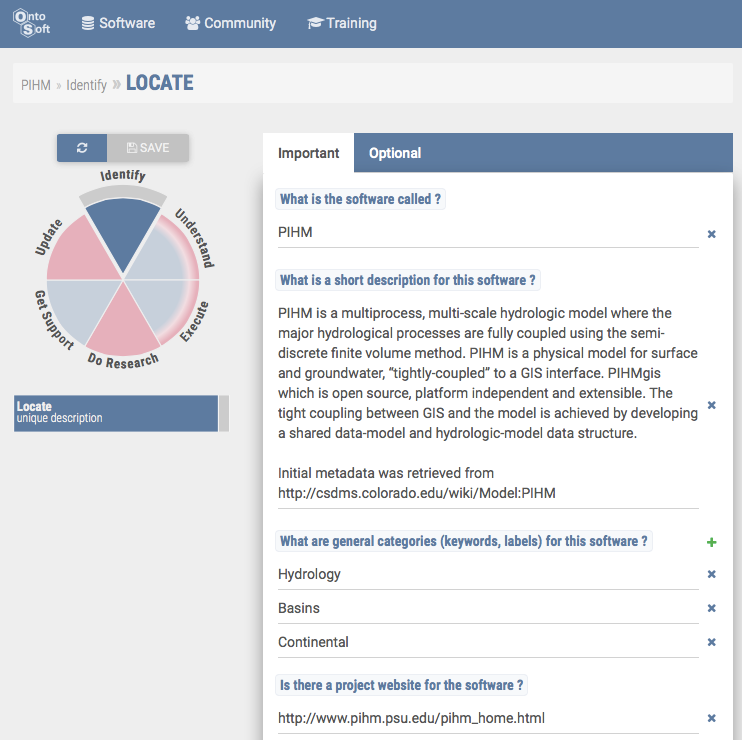 Onto
Soft
Software
Community
Training
PIHM » Identify » LOCATE
SAVE
Identify
Understand
Execute
Do Research
Get Support
Update
Locate
unique description
Important
Optional
What is the software called ?
PIHM
What is a short description for this software ?
PIHM is a multiprocess, multi-scale hydrologic model where the
major hydrological processes are fully coupled using the semi-
discrete finite volume method. PIHM is a physical model for surface
and groundwater, “tightly-coupled” to a GIS interface. PIHMgis
which is open source, platform independent and extensible. The
tight coupling between GIS and the model is achieved by developing
a shared data-model and hydrologic-model data structure.
Initial metadata was retrieved from
http://csdms.colorado.edu/wiki/Model:PIHM
What are general categories (keywords, labels) for this software ?
Hydrology
Basins
Continental
Is there a project website for the software ?
http://www.pihm.psu.edu/pihm_home.html